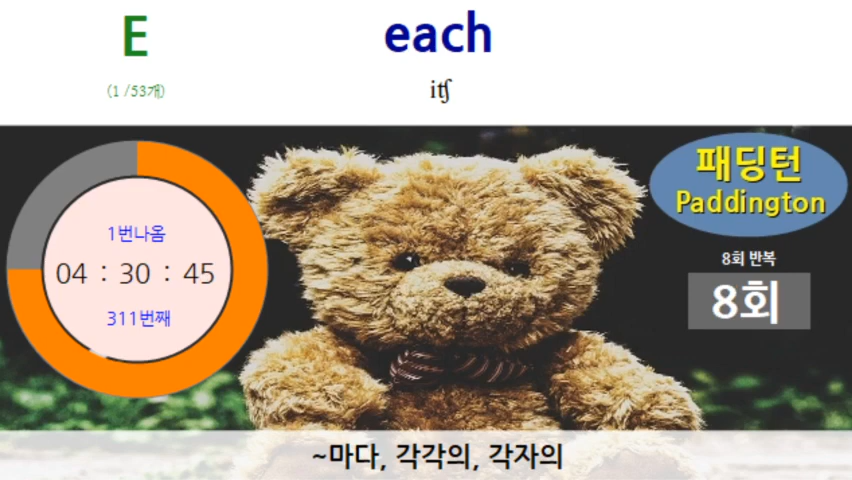 E
each
(1 /53개)
itʃ
패딩턴
Paddington
1번나옴
04 : 30 : 45
311번째
8회 반복
8회
~마다, 각각의, 각자의